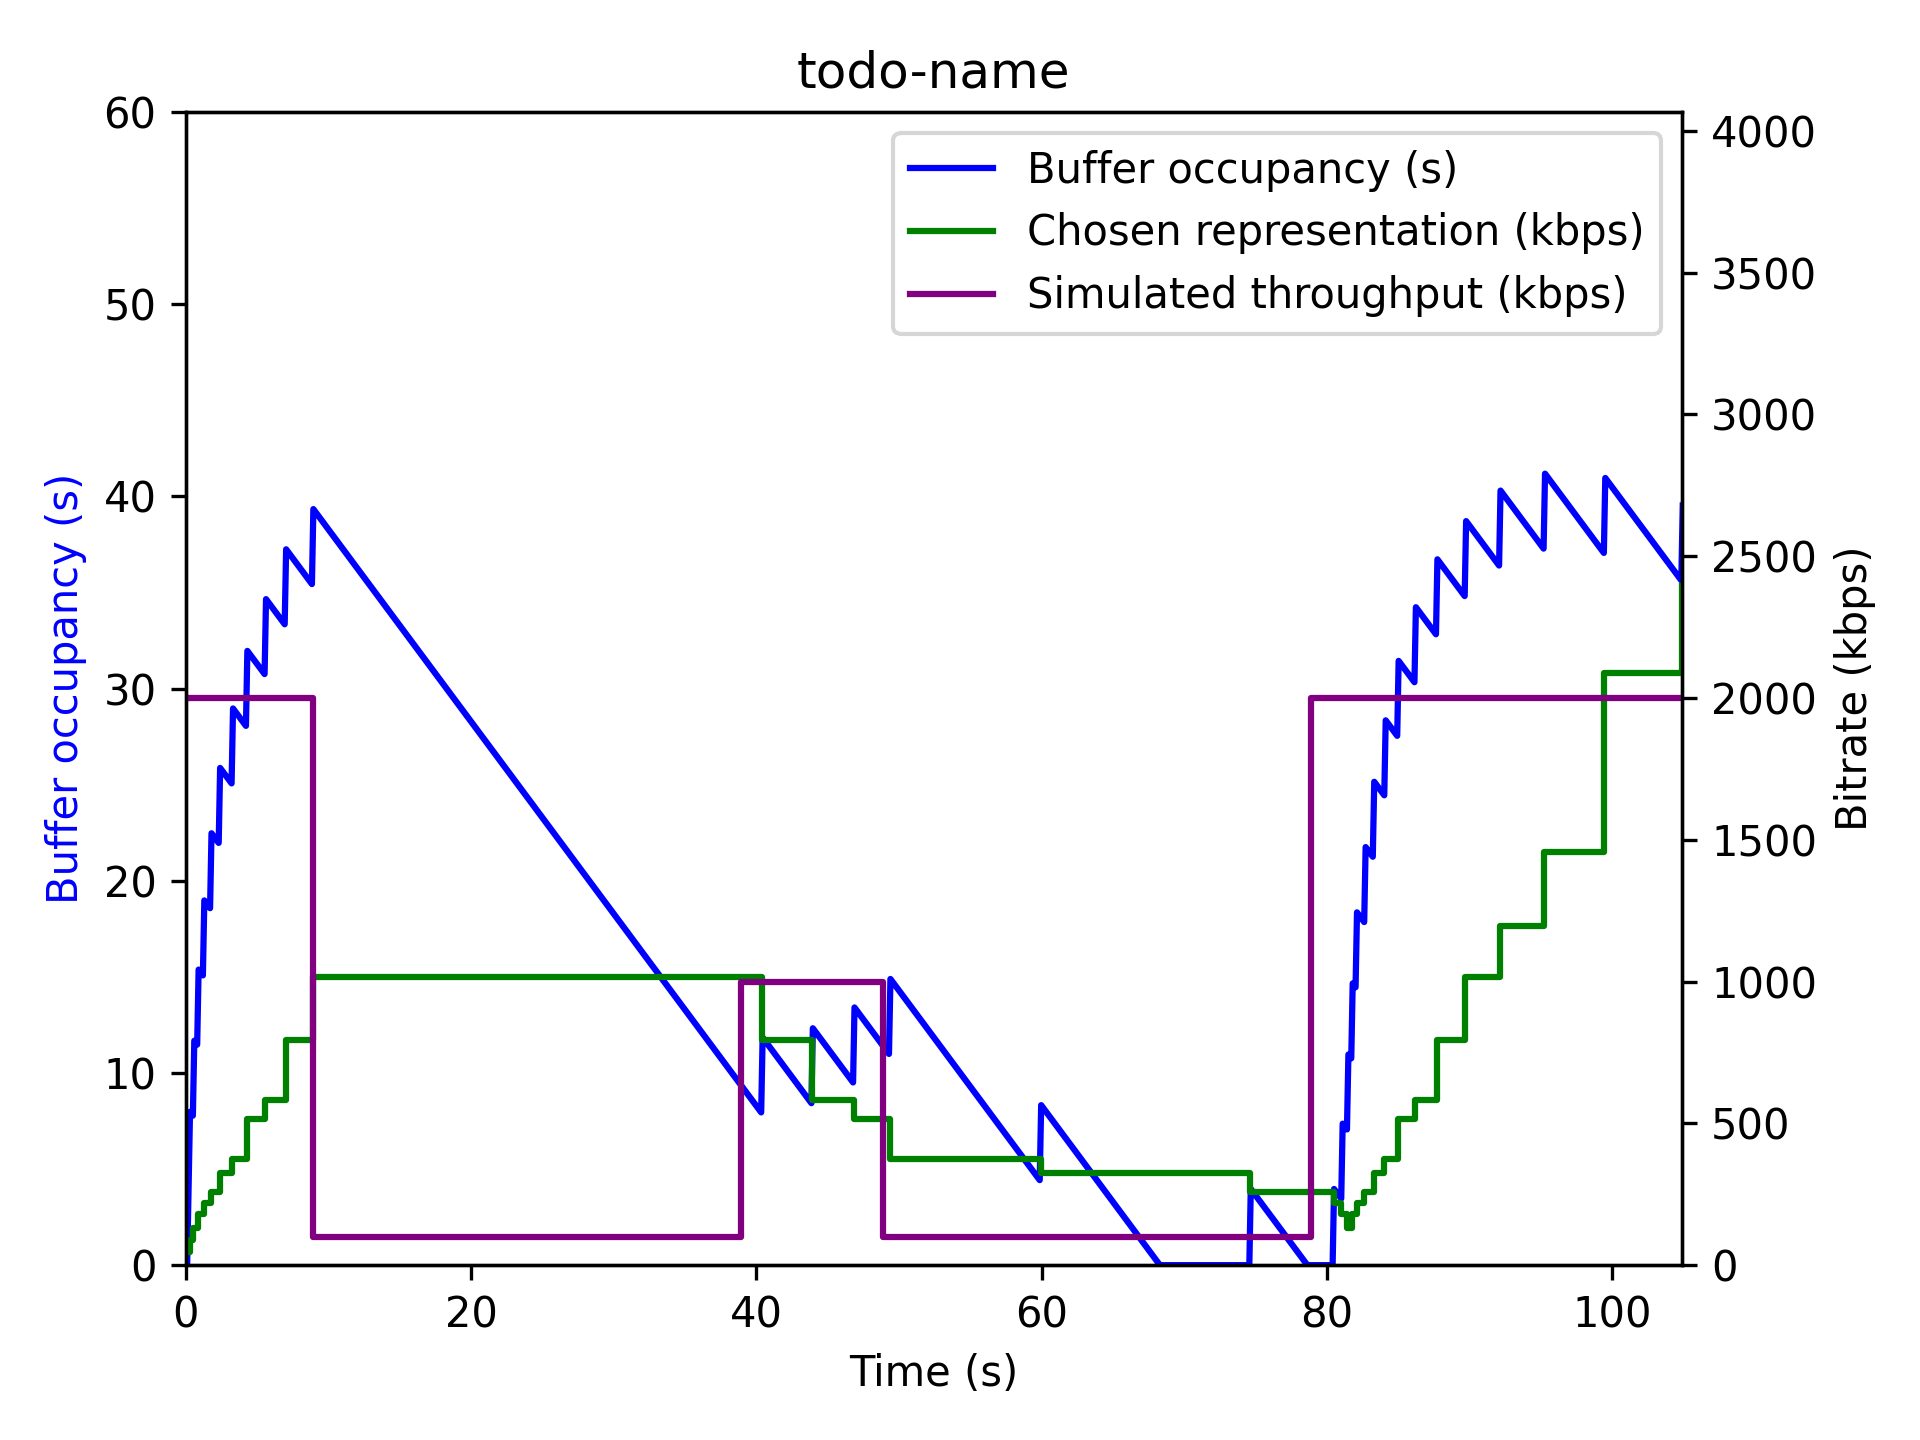 todo-name
60
50
40
30
20
10
0
Buffer occupancy (s)
Buffer occupancy (s)
Chosen representation (kbps)
Simulated throughput (kbps)
4000
3500
3000
2500
2000
1500
1000
500
0
Bitrate (kbps)
0 20 40 60 80 100
Time (s)